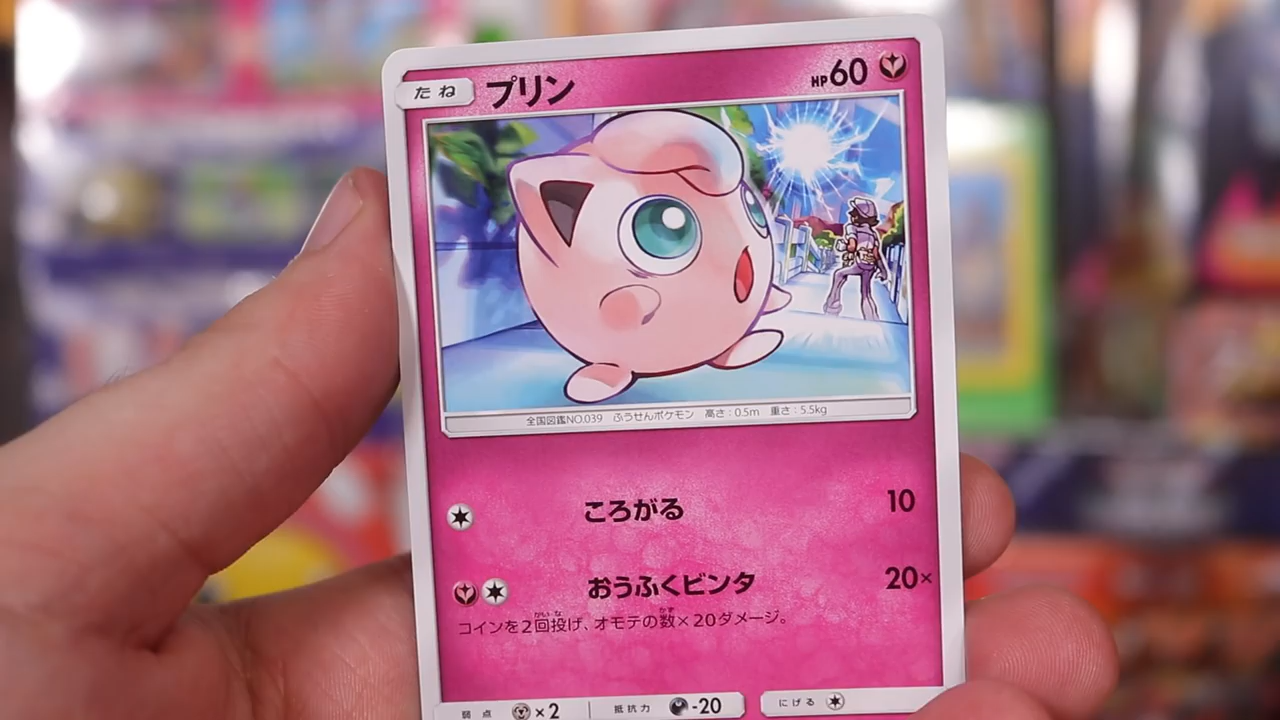 たね プリン HP60
全国図鑑NO.039 ふうせんポケモン 高さ:0.5m 重さ:5.5kg
ころがる 10
おうふくビンタ 20×
コインを2回投げ、オモテの数×20ダメージ。
弱点 ×2 抵抗力 -20 にげる